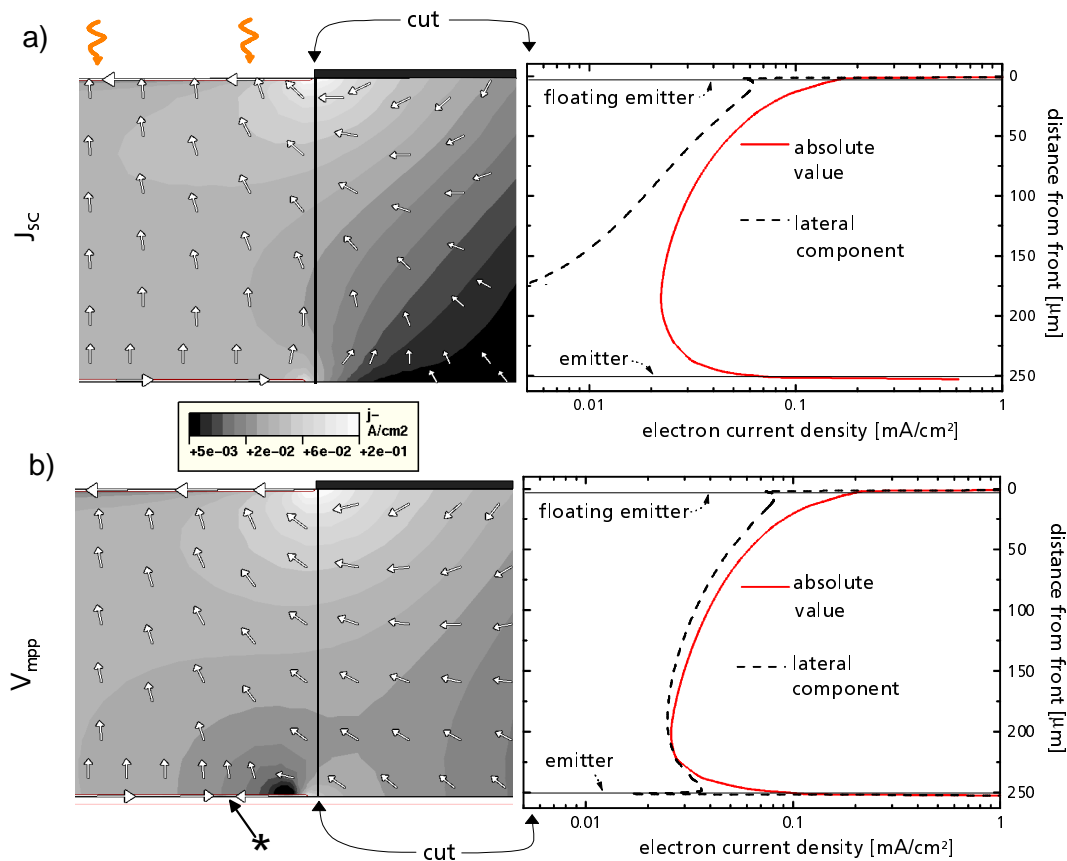 a)
cut
J_sc
floating emitter
absolute
value
lateral
component
emitter
0
50
100
150
200
250
distance from front [µm]
0.01 0.1 1
electron current density [mA/cm²]
j-
A/cm2
+5e-03 +2e-02 +6e-02 +2e-01
b)
V_mpp
floating emitter
absolute
value
lateral
component
emitter
0
50
100
150
200
250
distance from front [µm]
*
cut
0.01 0.1 1
electron current density [mA/cm²]